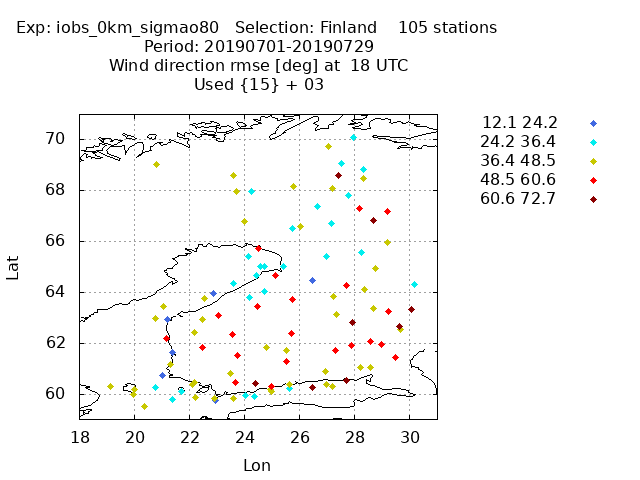 Exp: iobs_0km_sigmao80   Selection: Finland    105 stations
Period: 20190701-20190729
Wind direction rmse [deg] at  18 UTC
Used {15} + 03
12.1 24.2
24.2 36.4
36.4 48.5
48.5 60.6
60.6 72.7
70
68
66
64
62
60
Lat
18 20 22 24 26 28 30
Lon